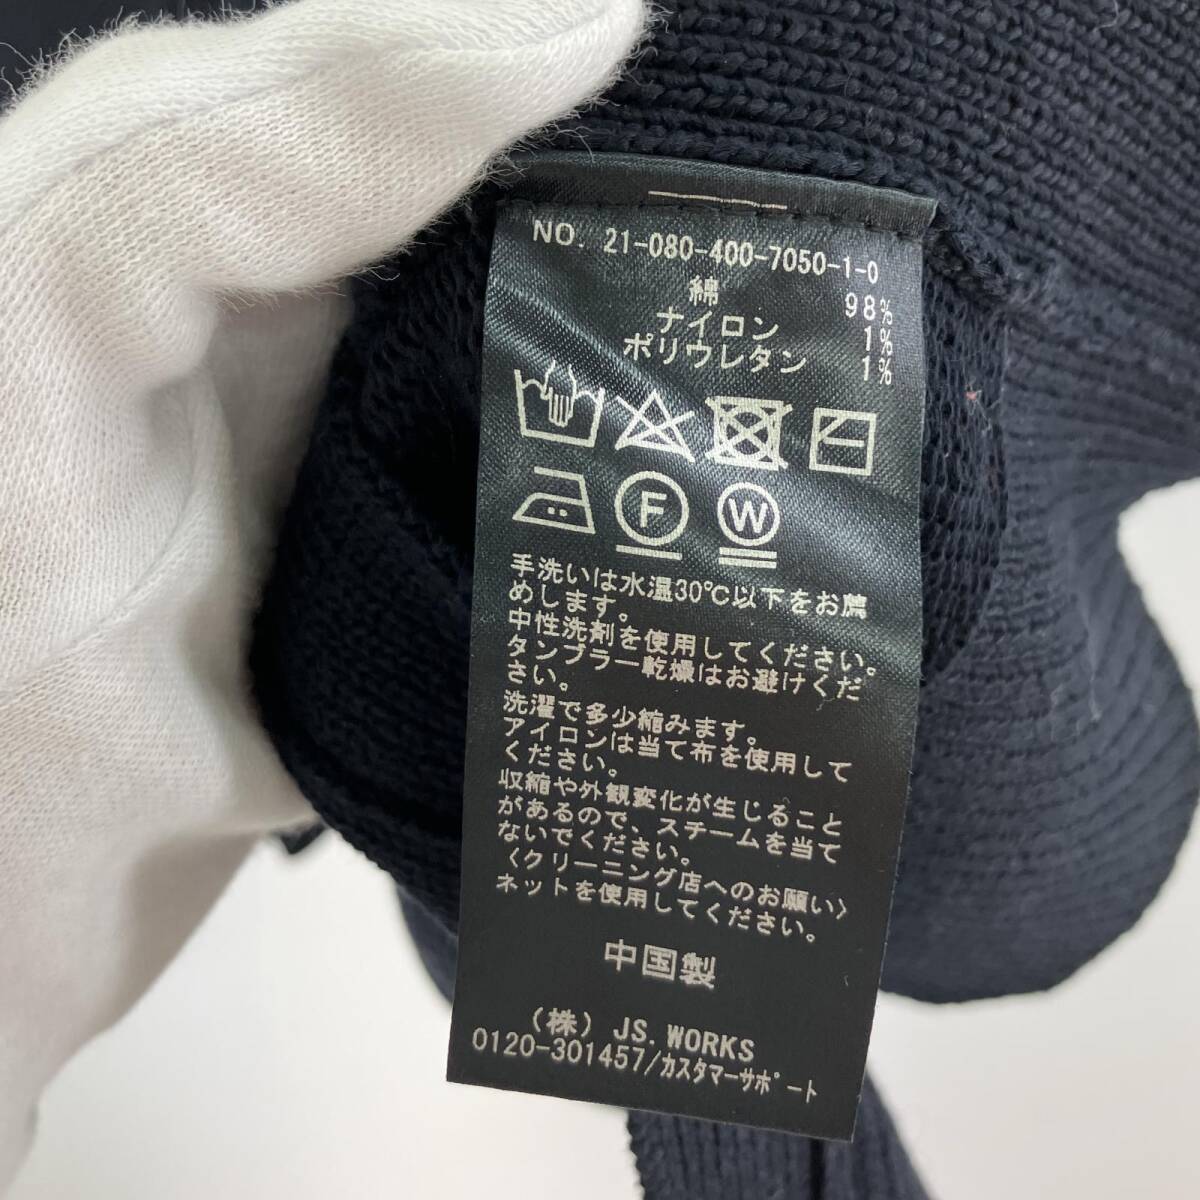 NO. 21-080-400-7050-1-0
綿 98%
ナイロン 1%
ポリウレタン 1%
F W
手洗いは水温30℃以下をお薦
めします。
中性洗剤を使用してください。
タンブラー乾燥はお避けくだ
さい。
洗濯で多少縮みます。
アイロンは当て布を使用して
ください。
収縮や外観変化が生じること
があるので、スチームを当て
ないでください。
〈クリーニング店へのお願い〉
ネットを使用してください。
中国製
(株) JS.WORKS
0120-301457/ｶｽﾀﾏｰｻﾎﾟｰﾄ